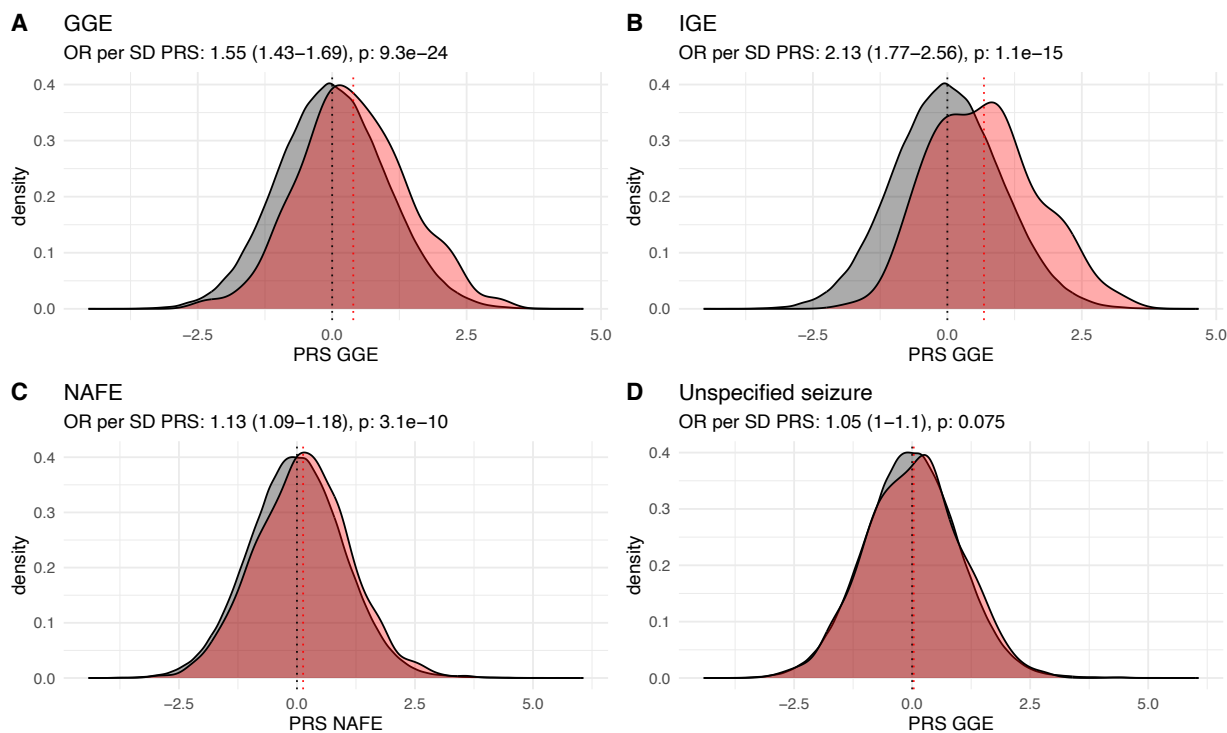 A GGE
OR per SD PRS: 1.55 (1.43−1.69), p: 9.3e−24
0.4
0.3
0.2
0.1
0.0
density
−2.5 0.0 2.5 5.0
PRS GGE
B IGE
OR per SD PRS: 2.13 (1.77−2.56), p: 1.1e−15
0.4
0.3
0.2
0.1
0.0
density
−2.5 0.0 2.5 5.0
PRS GGE
C NAFE
OR per SD PRS: 1.13 (1.09−1.18), p: 3.1e−10
0.4
0.3
0.2
0.1
0.0
density
−2.5 0.0 2.5 5.0
PRS NAFE
D Unspecified seizure
OR per SD PRS: 1.05 (1−1.1), p: 0.075
0.4
0.3
0.2
0.1
0.0
density
−2.5 0.0 2.5 5.0
PRS GGE